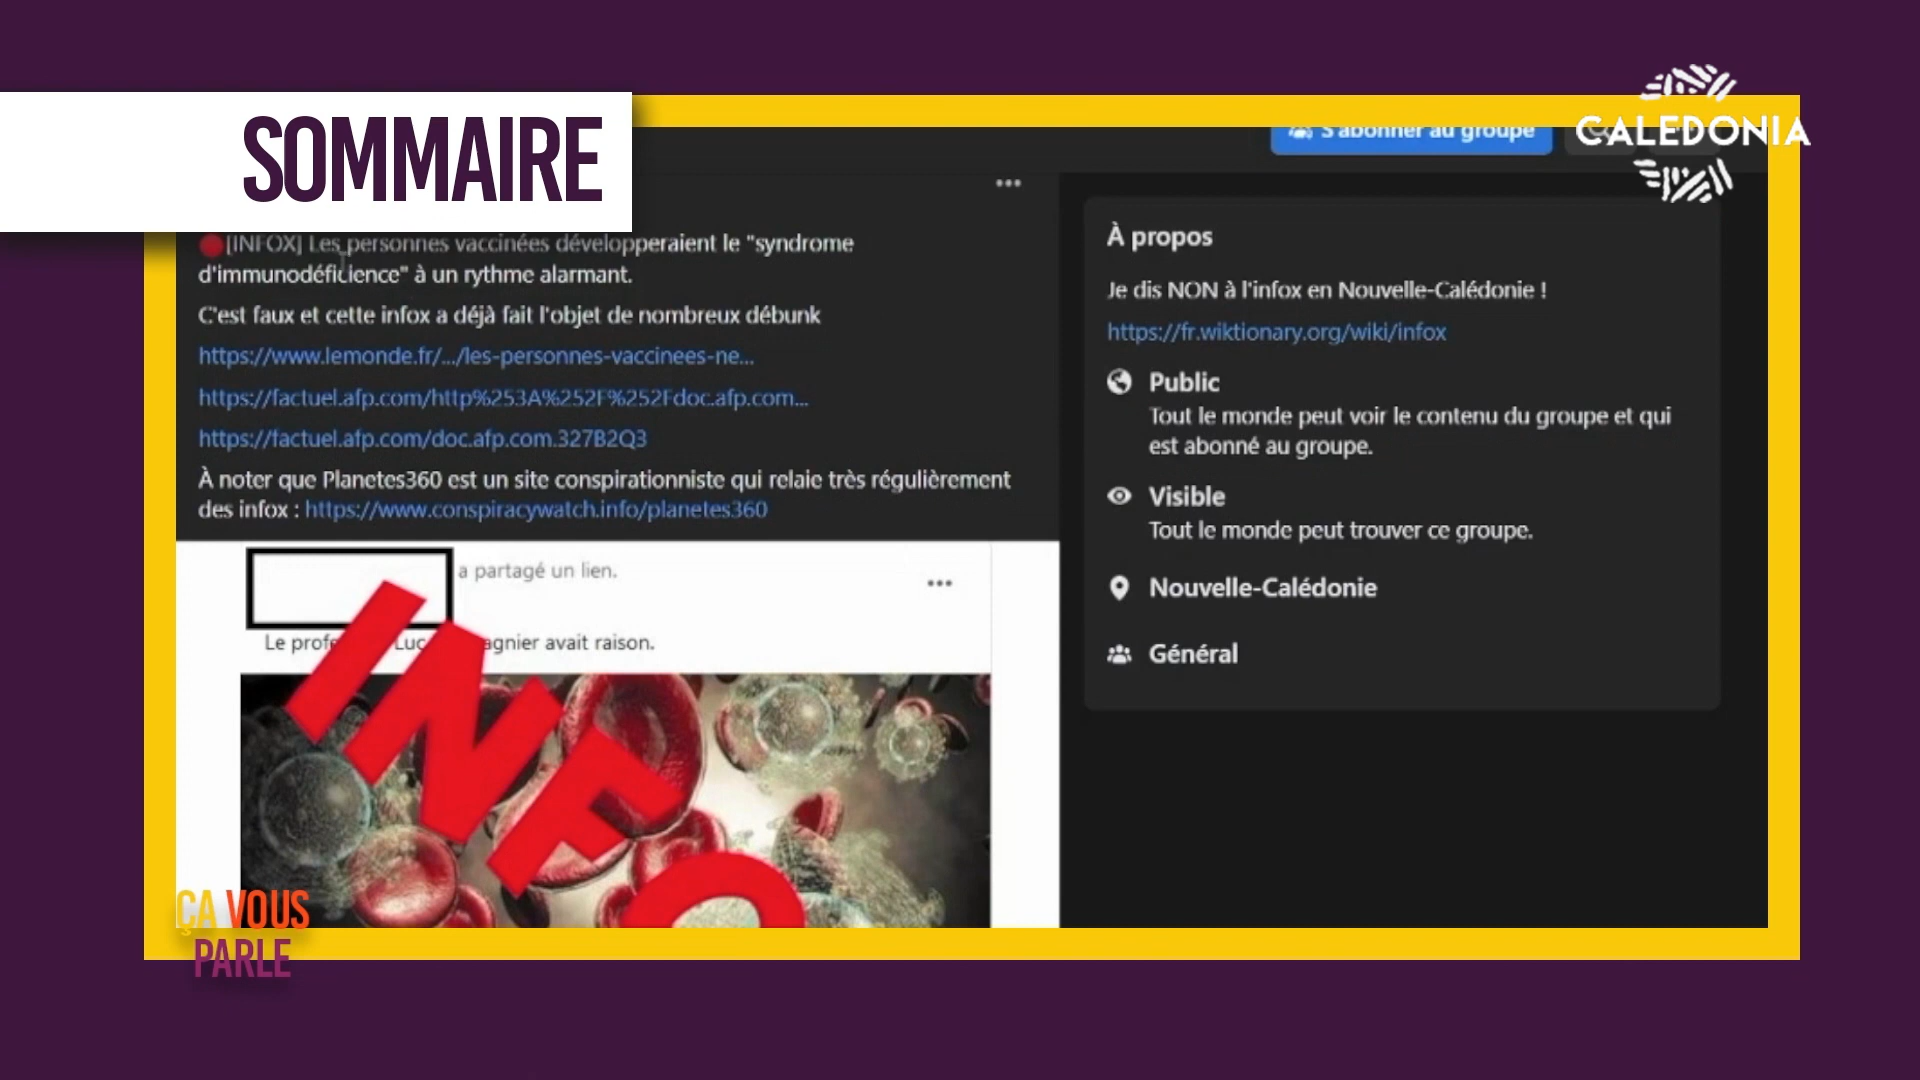 SOMMAIRE
S'abonner au groupe
CALEDONIA
[INFOX] Les personnes vaccinées développeraient le "syndrome
d'immunodéficience" à un rythme alarmant.
C'est faux et cette infox a déjà fait l'objet de nombreux débunk
https://www.lemonde.fr/.../les-personnes-vaccinees-ne...
https://factuel.afp.com/http%253A%252F%252Fdoc.afp.com...
https://factuel.afp.com/doc.afp.com.327B2Q3
À noter que Planetes360 est un site conspirationniste qui relaie très régulièrement
des infox : https://www.conspiracywatch.info/planetes360
a partagé un lien.
Le Luc avait raison.
INFO
À propos
Je dis NON à l'infox en Nouvelle-Calédonie !
https://fr.wiktionary.org/wiki/infox
Public
Tout le monde peut voir le contenu du groupe et qui
est abonné au groupe.
Visible
Tout le monde peut trouver ce groupe.
Nouvelle-Calédonie
Général
ÇA VOUS
PARLE